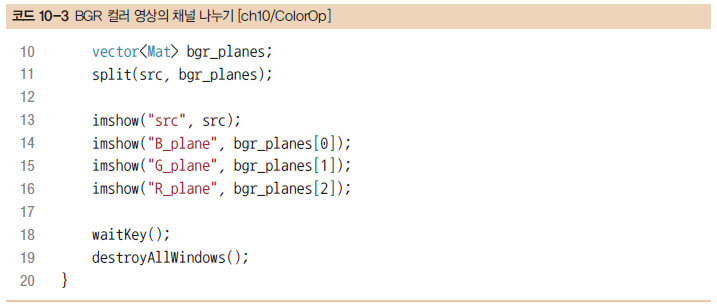 코드 10-3 BGR 컬러 영상의 채널 나누기 [ch10/ColorOp]
10 vector<Mat> bgr_planes;
11 split(src, bgr_planes);
12
13 imshow("src", src);
14 imshow("B_plane", bgr_planes[0]);
15 imshow("G_plane", bgr_planes[1]);
16 imshow("R_plane", bgr_planes[2]);
17
18 waitKey();
19 destroyAllWindows();
20 }